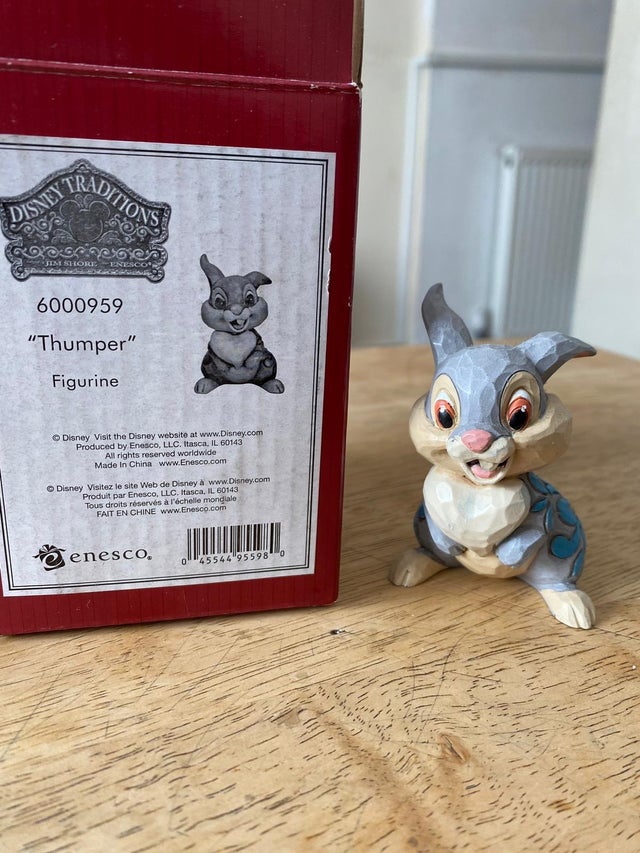 DISNEY TRADITIONS
JIM SHORE ENESCO
6000959
"Thumper"
Figurine
© Disney Visit the Disney website at www.Disney.com
Produced by Enesco, LLC. Itasca, IL 60143
All rights reserved worldwide
Made In China www.Enesco.com
© Disney Visitez le site Web de Disney à www.Disney.com
Produit par Enesco, LLC. Itasca, IL 60143
Tous droits réservés à l'échelle mondiale
FAIT EN CHINE www.Enesco.com
enesco®
0 45544 95598 0